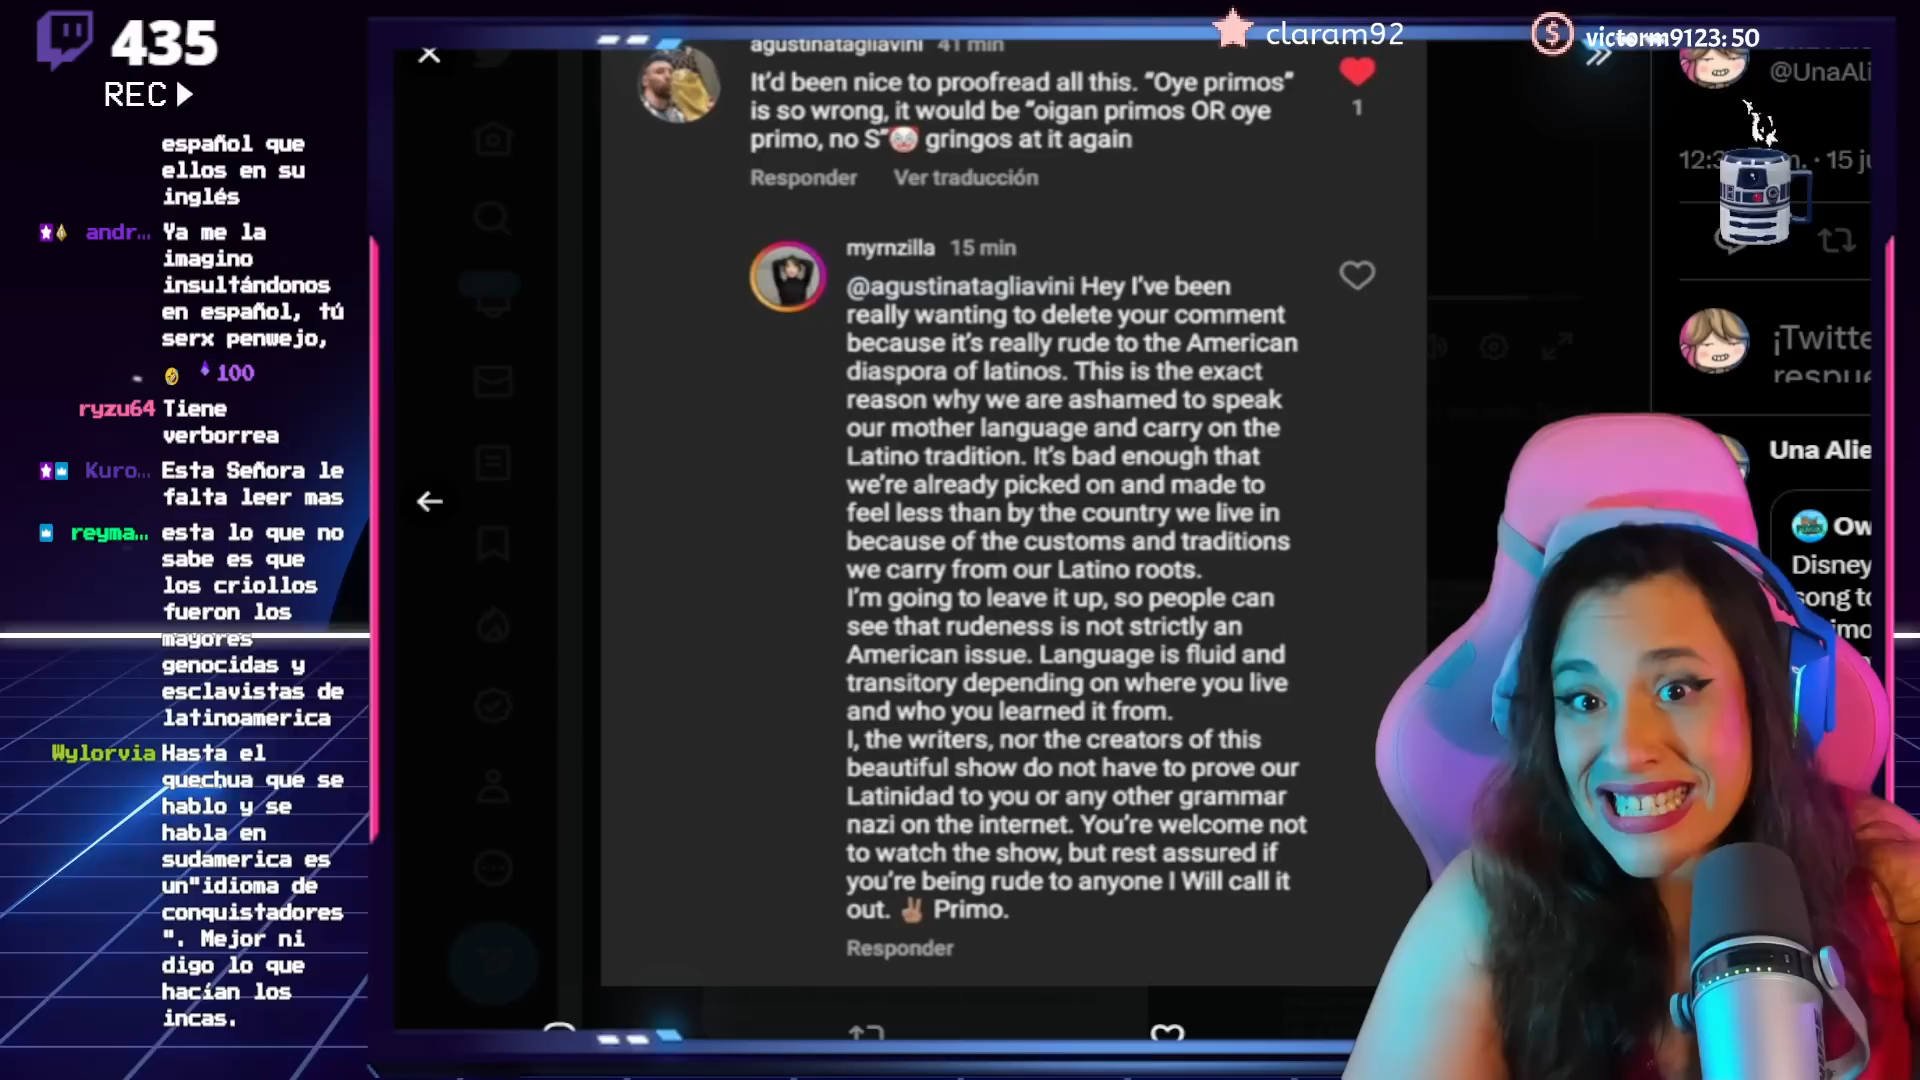 435
REC
español que
ellos en su
inglés
andr... Ya me la
imagino
insultándonos
en español, tú
serx penwejo,
100
ryzu64 Tiene
verborrea
Kuro... Esta Señora le
falta leer mas
reyma... esta lo que no
sabe es que
los criollos
fueron los
mayores
genocidas y
esclavistas de
latinoamerica
Wylorvia Hasta el
quechua que se
hablo y se
habla en
sudamerica es
un"idioma de
conquistadores
". Mejor ni
digo lo que
hacían los
incas.
claram92
victorm9123:50
agustinatagliavini 41 min
It'd been nice to proofread all this. "Oye primos"
is so wrong, it would be "oigan primos OR oye
primo, no S"🤡 gringos at it again
1
Responder Ver traducción
myrnzilla 15 min
@agustinatagliavini Hey I've been
really wanting to delete your comment
because it's really rude to the American
diaspora of latinos. This is the exact
reason why we are ashamed to speak
our mother language and carry on the
Latino tradition. It's bad enough that
we're already picked on and made to
feel less than by the country we live in
because of the customs and traditions
we carry from our Latino roots.
I'm going to leave it up, so people can
see that rudeness is not strictly an
American issue. Language is fluid and
transitory depending on where you live
and who you learned it from.
I, the writers, nor the creators of this
beautiful show do not have to prove our
Latinidad to you or any other grammar
nazi on the internet. You're welcome not
to watch the show, but rest assured if
you're being rude to anyone I Will call it
out. ✌🏽 Primo.
Responder
@UnaAli
15 ju
¡Twitte
respue
Una Alie
Ow
Disney
song to